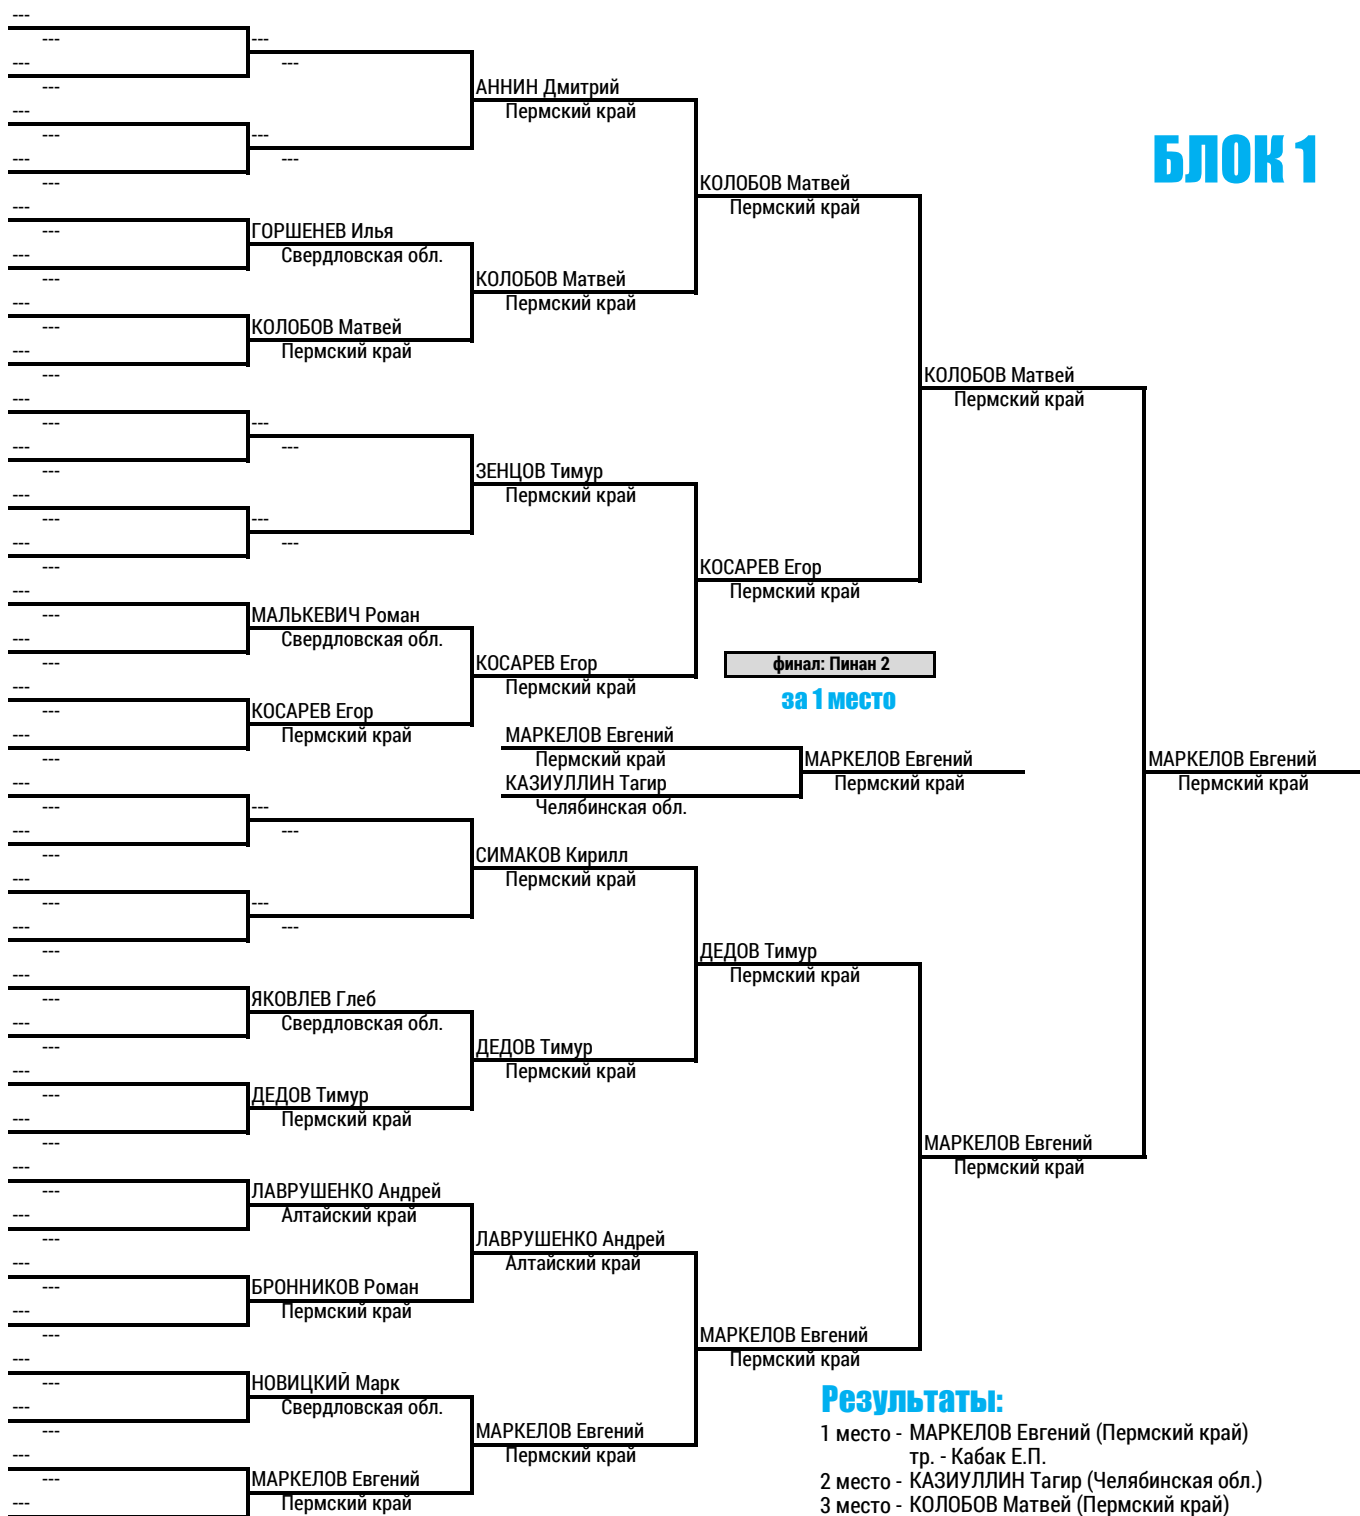 ---
--- ---
--- ---
--- АННИН Дмитрий
--- Пермский край
--- ---
БЛОК 1
--- ---
--- КОЛОБОВ Матвей
--- Пермский край
--- ГОРШЕНЕВ Илья
--- Свердловская обл.
--- КОЛОБОВ Матвей
--- Пермский край
--- КОЛОБОВ Матвей
--- Пермский край
--- КОЛОБОВ Матвей
--- Пермский край
--- ---
--- ---
--- ЗЕНЦОВ Тимур
--- Пермский край
--- ---
--- ---
--- КОСАРЕВ Егор
--- Пермский край
--- МАЛЬКЕВИЧ Роман
--- Свердловская обл.
--- КОСАРЕВ Егор
финал: Пинан 2
--- Пермский край
за 1 место
--- КОСАРЕВ Егор
--- Пермский край МАРКЕЛОВ Евгений
--- Пермский край МАРКЕЛОВ Евгений МАРКЕЛОВ Евгений
--- КАЗИУЛЛИН Тагир Пермский край Пермский край
--- --- Челябинская обл.
--- ---
--- СИМАКОВ Кирилл
--- Пермский край
--- ---
--- ---
--- ДЕДОВ Тимур
--- Пермский край
--- ЯКОВЛЕВ Глеб
--- Свердловская обл.
--- ДЕДОВ Тимур
--- Пермский край
--- ДЕДОВ Тимур
--- Пермский край
--- МАРКЕЛОВ Евгений
--- Пермский край
--- ЛАВРУШЕНКО Андрей
--- Алтайский край
--- ЛАВРУШЕНКО Андрей
--- Алтайский край
--- БРОННИКОВ Роман
--- Пермский край
--- МАРКЕЛОВ Евгений
--- Пермский край
--- НОВИЦКИЙ Марк
--- Свердловская обл.
--- МАРКЕЛОВ Евгений
--- Пермский край
--- МАРКЕЛОВ Евгений
--- Пермский край
Результаты:
1 место - МАРКЕЛОВ Евгений (Пермский край)
тр. - Кабак Е.П.
2 место - КАЗИУЛЛИН Тагир (Челябинская обл.)
3 место - КОЛОБОВ Матвей (Пермский край)